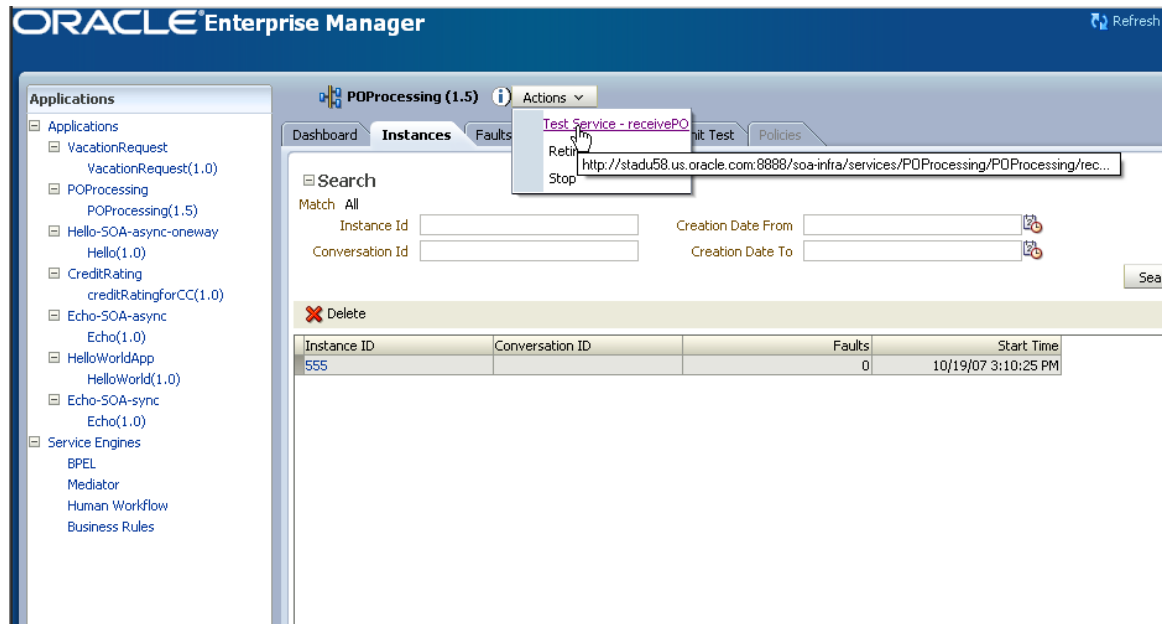 ORACLE Enterprise Manager
Refresh
Applications
Applications
VacationRequest
VacationRequest(1.0)
POProcessing
POProcessing(1.5)
Hello-SOA-async-oneway
Hello(1.0)
CreditRating
creditRatingforCC(1.0)
Echo-SOA-async
Echo(1.0)
HelloWorldApp
HelloWorld(1.0)
Echo-SOA-sync
Echo(1.0)
Service Engines
BPEL
Mediator
Human Workflow
Business Rules
POProcessing (1.5) i Actions
Test Service - receivePO
http://stadu58.us.oracle.com:8888/soa-infra/services/POProcessing/POProcessing/rec...
Stop
Dashboard Instances Faults Test Policies
Search
Match All
Instance Id Creation Date From
Conversation Id Creation Date To
Sea
Delete
Instance ID Conversation ID Faults Start Time
555 0 10/19/07 3:10:25 PM